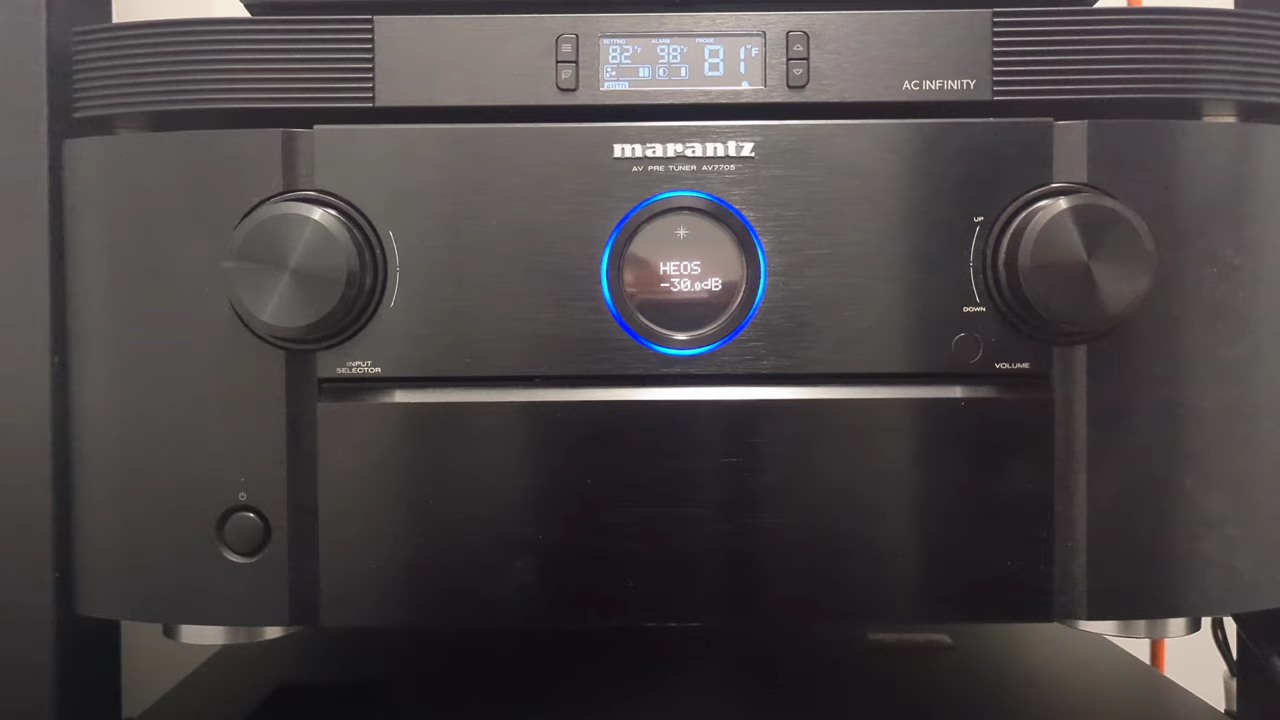 SETTING ALARM PROBE
82°F 98°F 81°F
AUTO
AC INFINITY
marantz
AV PRE TUNER AV7705
UP
HEOS
-30.0dB
DOWN
INPUT
SELECTOR
VOLUME